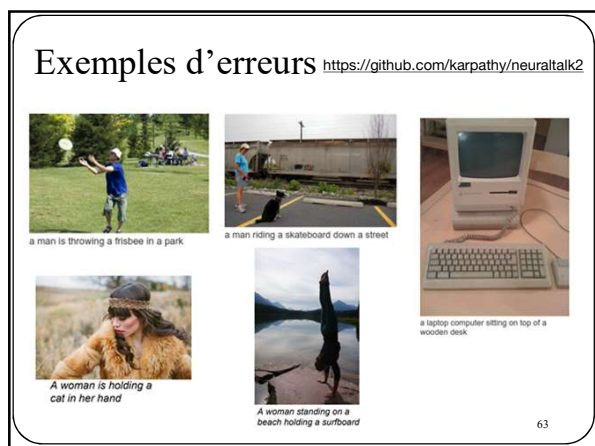 Exemples d’erreurs https://github.com/karpathy/neuraltalk2
a man is throwing a frisbee in a park
a man riding a skateboard down a street
a laptop computer sitting on top of a
wooden desk
A woman is holding a
cat in her hand
A woman standing on a
beach holding a surfboard
63